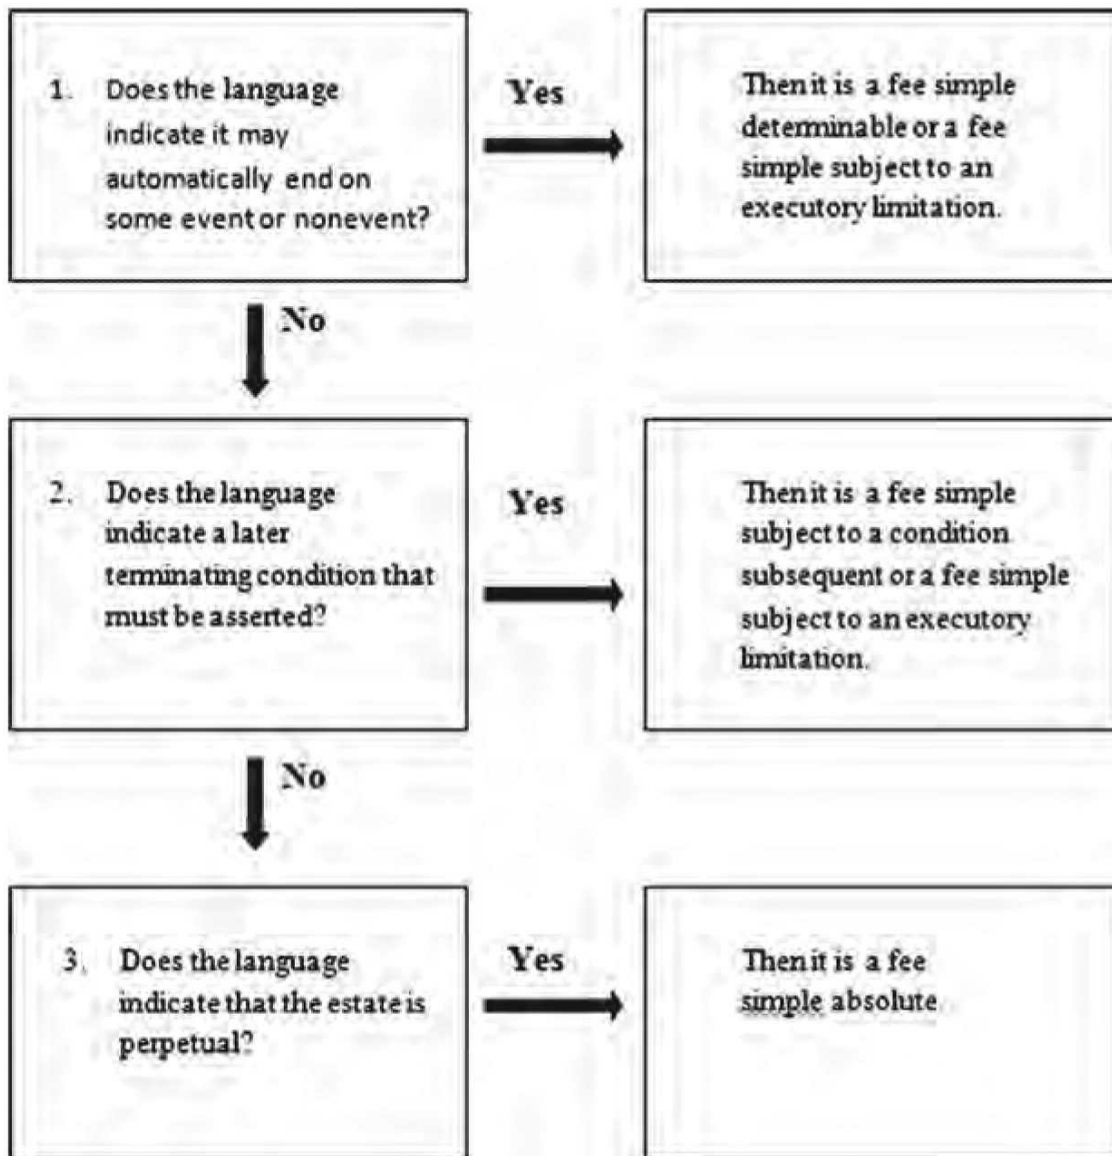 1. Does the language
indicate it may
automatically end on
some event or nonevent?
Yes
Then it is a fee simple
determinable or a fee
simple subject to an
executory limitation.
No
2. Does the language
indicate a later
terminating condition that
must be asserted?
Yes
Then it is a fee simple
subject to a condition
subsequent or a fee simple
subject to an executory
limitation.
No
3. Does the language
indicate that the estate is
perpetual?
Yes
Then it is a fee
simple absolute.